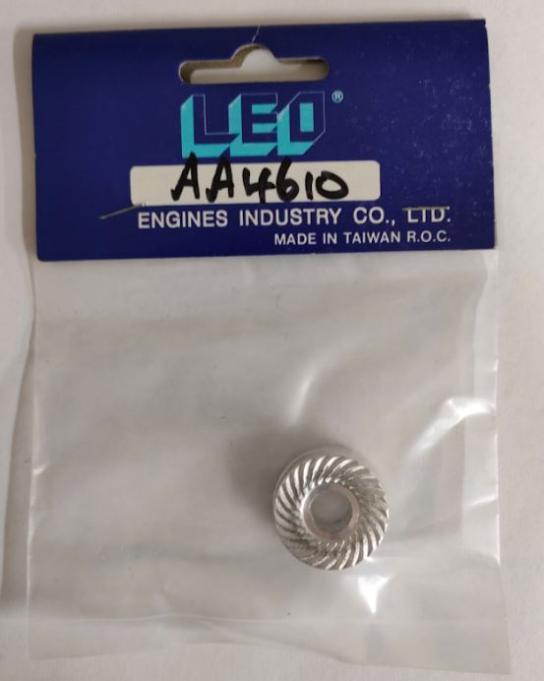 LEO®
AA4610
ENGINES INDUSTRY CO., LTD.
MADE IN TAIWAN R.O.C.